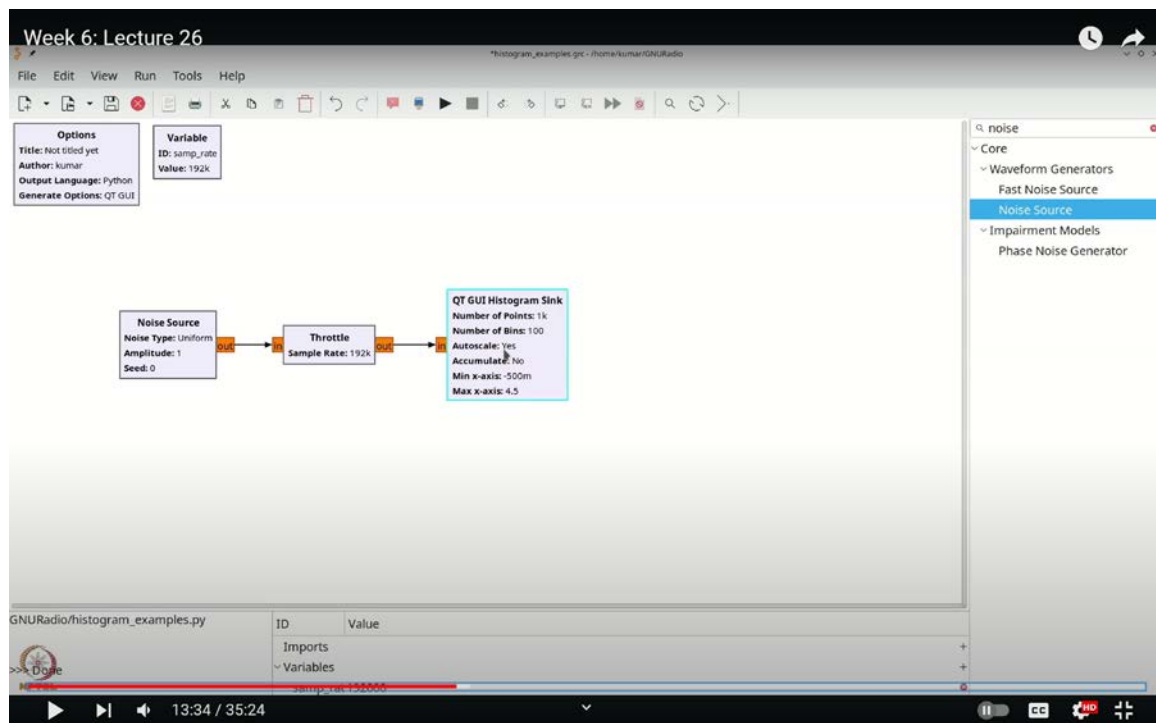 Week 6: Lecture 26
*histogram_examples.grc - /home/kumar/GNURadio
File Edit View Run Tools Help
Options
Title: Not titled yet
Author: kumar
Output Language: Python
Generate Options: QT GUI
Variable
ID: samp_rate
Value: 192k
noise
Core
Waveform Generators
Fast Noise Source
Noise Source
Impairment Models
Phase Noise Generator
Noise Source
Noise Type: Uniform
Amplitude: 1
Seed: 0
out
in
Throttle
Sample Rate: 192k
out
in
QT GUI Histogram Sink
Number of Points: 1k
Number of Bins: 100
Autoscale: Yes
Accumulate: No
Min x-axis: -500m
Max x-axis: 4.5
GNURadio/histogram_examples.py
>>> Done
ID Value
Imports
Variables
13:34 / 35:24
CC
HD